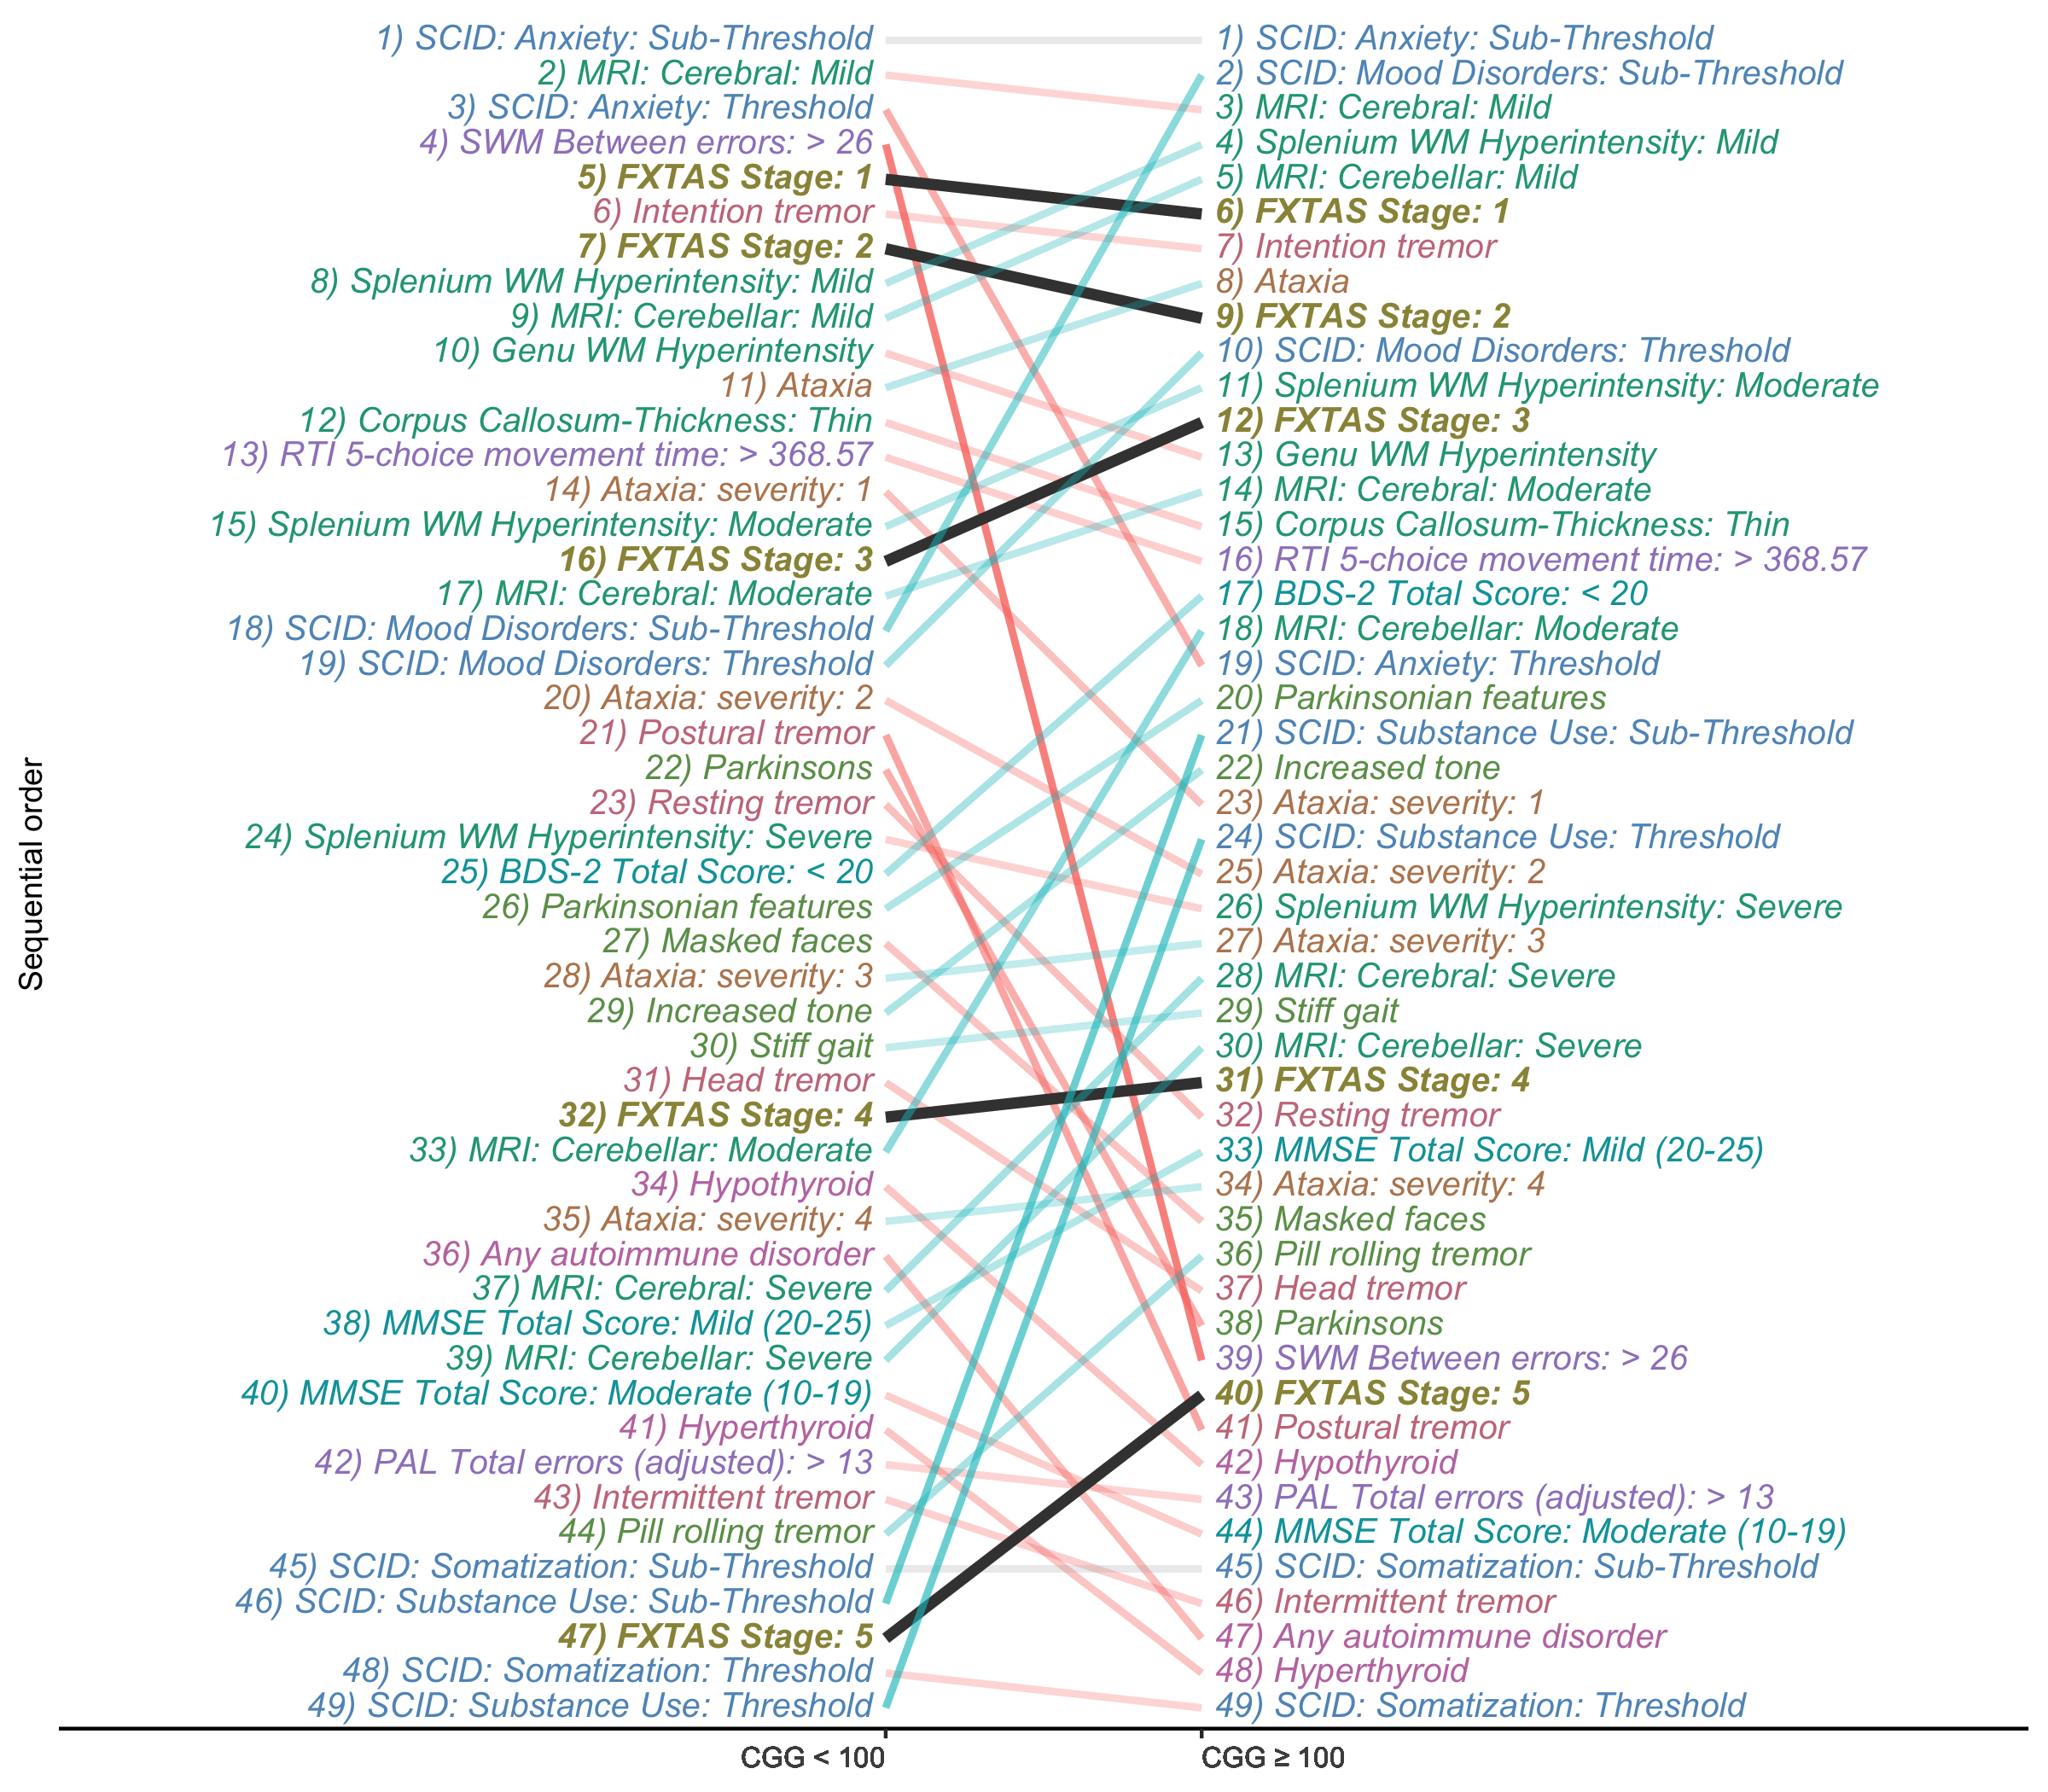 Sequential order
1) SCID: Anxiety: Sub-Threshold
2) MRI: Cerebral: Mild
3) SCID: Anxiety: Threshold
4) SWM Between errors: > 26
5) FXTAS Stage: 1
6) Intention tremor
7) FXTAS Stage: 2
8) Splenium WM Hyperintensity: Mild
9) MRI: Cerebellar: Mild
10) Genu WM Hyperintensity
11) Ataxia
12) Corpus Callosum-Thickness: Thin
13) RTI 5-choice movement time: > 368.57
14) Ataxia: severity: 1
15) Splenium WM Hyperintensity: Moderate
16) FXTAS Stage: 3
17) MRI: Cerebral: Moderate
18) SCID: Mood Disorders: Sub-Threshold
19) SCID: Mood Disorders: Threshold
20) Ataxia: severity: 2
21) Postural tremor
22) Parkinsons
23) Resting tremor
24) Splenium WM Hyperintensity: Severe
25) BDS-2 Total Score: < 20
26) Parkinsonian features
27) Masked faces
28) Ataxia: severity: 3
29) Increased tone
30) Stiff gait
31) Head tremor
32) FXTAS Stage: 4
33) MRI: Cerebellar: Moderate
34) Hypothyroid
35) Ataxia: severity: 4
36) Any autoimmune disorder
37) MRI: Cerebral: Severe
38) MMSE Total Score: Mild (20-25)
39) MRI: Cerebellar: Severe
40) MMSE Total Score: Moderate (10-19)
41) Hyperthyroid
42) PAL Total errors (adjusted): > 13
43) Intermittent tremor
44) Pill rolling tremor
45) SCID: Somatization: Sub-Threshold
46) SCID: Substance Use: Sub-Threshold
47) FXTAS Stage: 5
48) SCID: Somatization: Threshold
49) SCID: Substance Use: Threshold
1) SCID: Anxiety: Sub-Threshold
2) SCID: Mood Disorders: Sub-Threshold
3) MRI: Cerebral: Mild
4) Splenium WM Hyperintensity: Mild
5) MRI: Cerebellar: Mild
6) FXTAS Stage: 1
7) Intention tremor
8) Ataxia
9) FXTAS Stage: 2
10) SCID: Mood Disorders: Threshold
11) Splenium WM Hyperintensity: Moderate
12) FXTAS Stage: 3
13) Genu WM Hyperintensity
14) MRI: Cerebral: Moderate
15) Corpus Callosum-Thickness: Thin
16) RTI 5-choice movement time: > 368.57
17) BDS-2 Total Score: < 20
18) MRI: Cerebellar: Moderate
19) SCID: Anxiety: Threshold
20) Parkinsonian features
21) SCID: Substance Use: Sub-Threshold
22) Increased tone
23) Ataxia: severity: 1
24) SCID: Substance Use: Threshold
25) Ataxia: severity: 2
26) Splenium WM Hyperintensity: Severe
27) Ataxia: severity: 3
28) MRI: Cerebral: Severe
29) Stiff gait
30) MRI: Cerebellar: Severe
31) FXTAS Stage: 4
32) Resting tremor
33) MMSE Total Score: Mild (20-25)
34) Ataxia: severity: 4
35) Masked faces
36) Pill rolling tremor
37) Head tremor
38) Parkinsons
39) SWM Between errors: > 26
40) FXTAS Stage: 5
41) Postural tremor
42) Hypothyroid
43) PAL Total errors (adjusted): > 13
44) MMSE Total Score: Moderate (10-19)
45) SCID: Somatization: Sub-Threshold
46) Intermittent tremor
47) Any autoimmune disorder
48) Hyperthyroid
49) SCID: Somatization: Threshold
CGG < 100
CGG ≥ 100